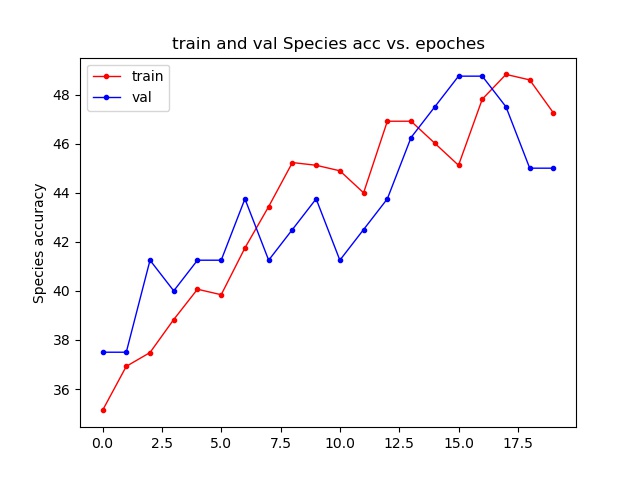 train and val Species acc vs. epoches
train
val
Species accuracy
48
46
44
42
40
38
36
0.0 2.5 5.0 7.5 10.0 12.5 15.0 17.5